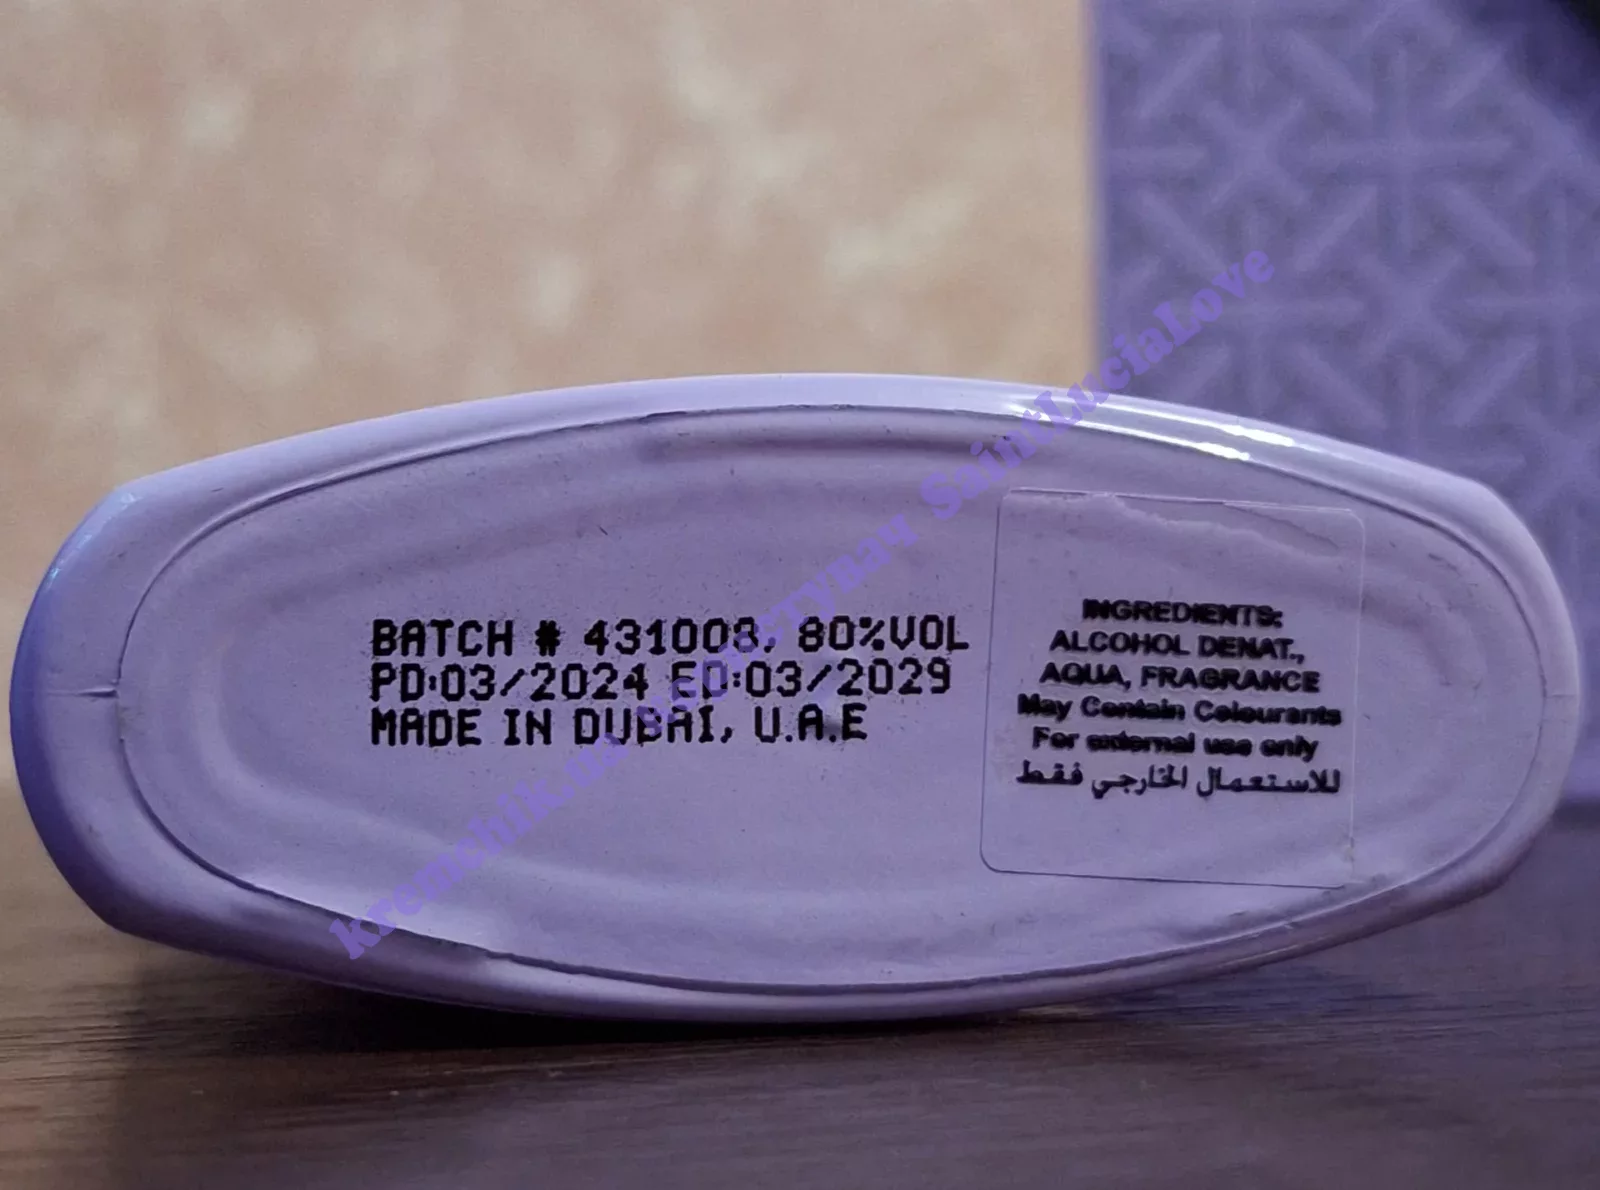 BATCH # 431008, 80%VOL
PD:03/2024 ED:03/2029
MADE IN DUBAI, U.A.E
INGREDIENTS:
ALCOHOL DENAT.,
AQUA, FRAGRANCE
May Contain Colourants
For external use only
للاستعمال الخارجي فقط
SaintLuciaLove